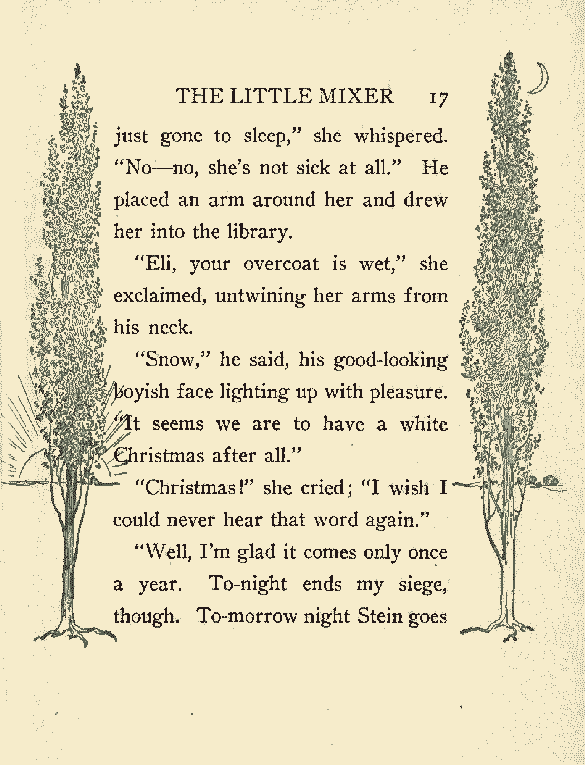 THE LITTLE MIXER 17
just gone to sleep,” she whispered.
“No—no, she’s not sick at all.” He
placed an arm around her and drew
her into the library.
“Eli, your overcoat is wet,” she
exclaimed, untwining her arms from
his neck.
“Snow,” he said, his good-looking
boyish face lighting up with pleasure.
“It seems we are to have a white
Christmas after all.”
“Christmas!” she cried; “I wish I
could never hear that word again.”
“Well, I’m glad it comes only once
a year. To-night ends my siege,
though. To-morrow night Stein goes